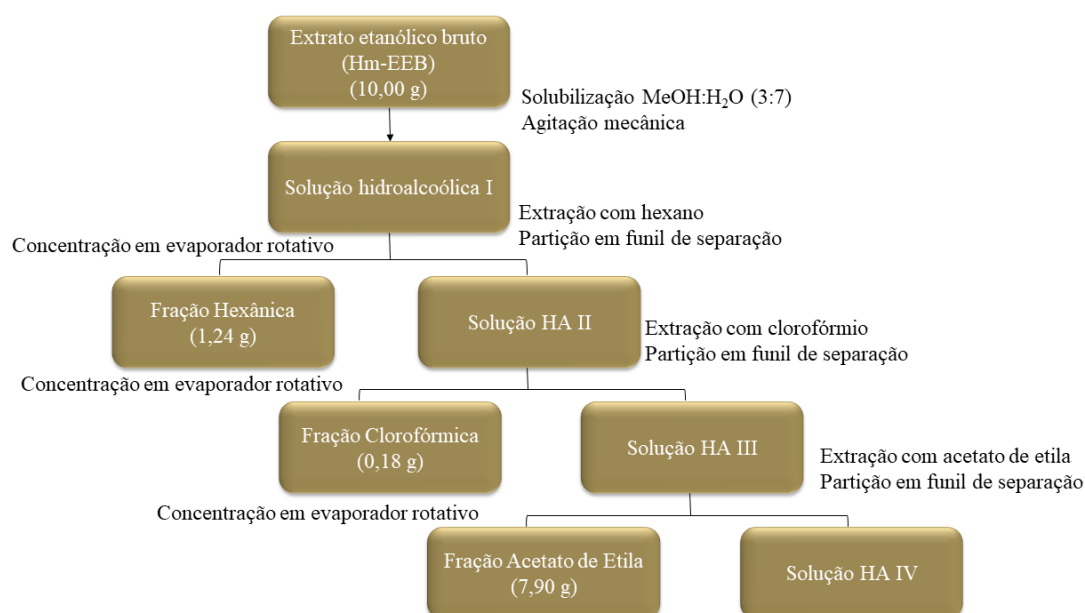 Extrato etanólico bruto
(Hm-EEB)
(10,00 g)
Solubilização MeOH:H₂O (3:7)
Agitação mecânica
Solução hidroalcoólica I
Extração com hexano
Partição em funil de separação
Concentração em evaporador rotativo
Fração Hexânica
(1,24 g)
Solução HA II
Extração com clorofórmio
Partição em funil de separação
Concentração em evaporador rotativo
Fração Clorofórmica
(0,18 g)
Solução HA III
Extração com acetato de etila
Partição em funil de separação
Concentração em evaporador rotativo
Fração Acetato de Etila
(7,90 g)
Solução HA IV